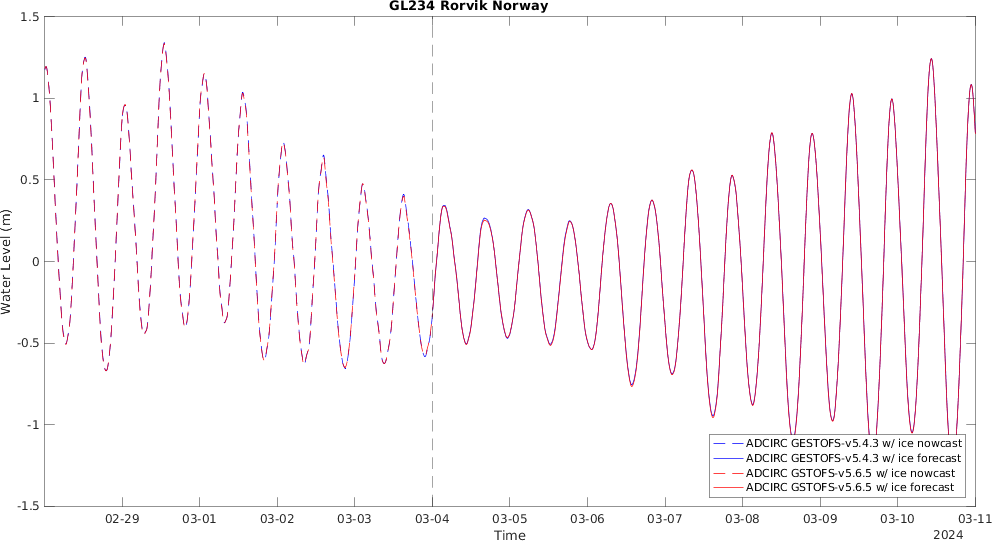 GL234 Rorvik Norway
1.5
1
0.5
0
-0.5
-1
-1.5
Water Level (m)
02-29
03-01
03-02
03-03
03-04
03-05
03-06
03-07
03-08
03-09
03-10
03-11
Time
2024
ADCIRC GESTOFS-v5.4.3 w/ ice nowcast
ADCIRC GESTOFS-v5.4.3 w/ ice forecast
ADCIRC GSTOFS-v5.6.5 w/ ice nowcast
ADCIRC GSTOFS-v5.6.5 w/ ice forecast